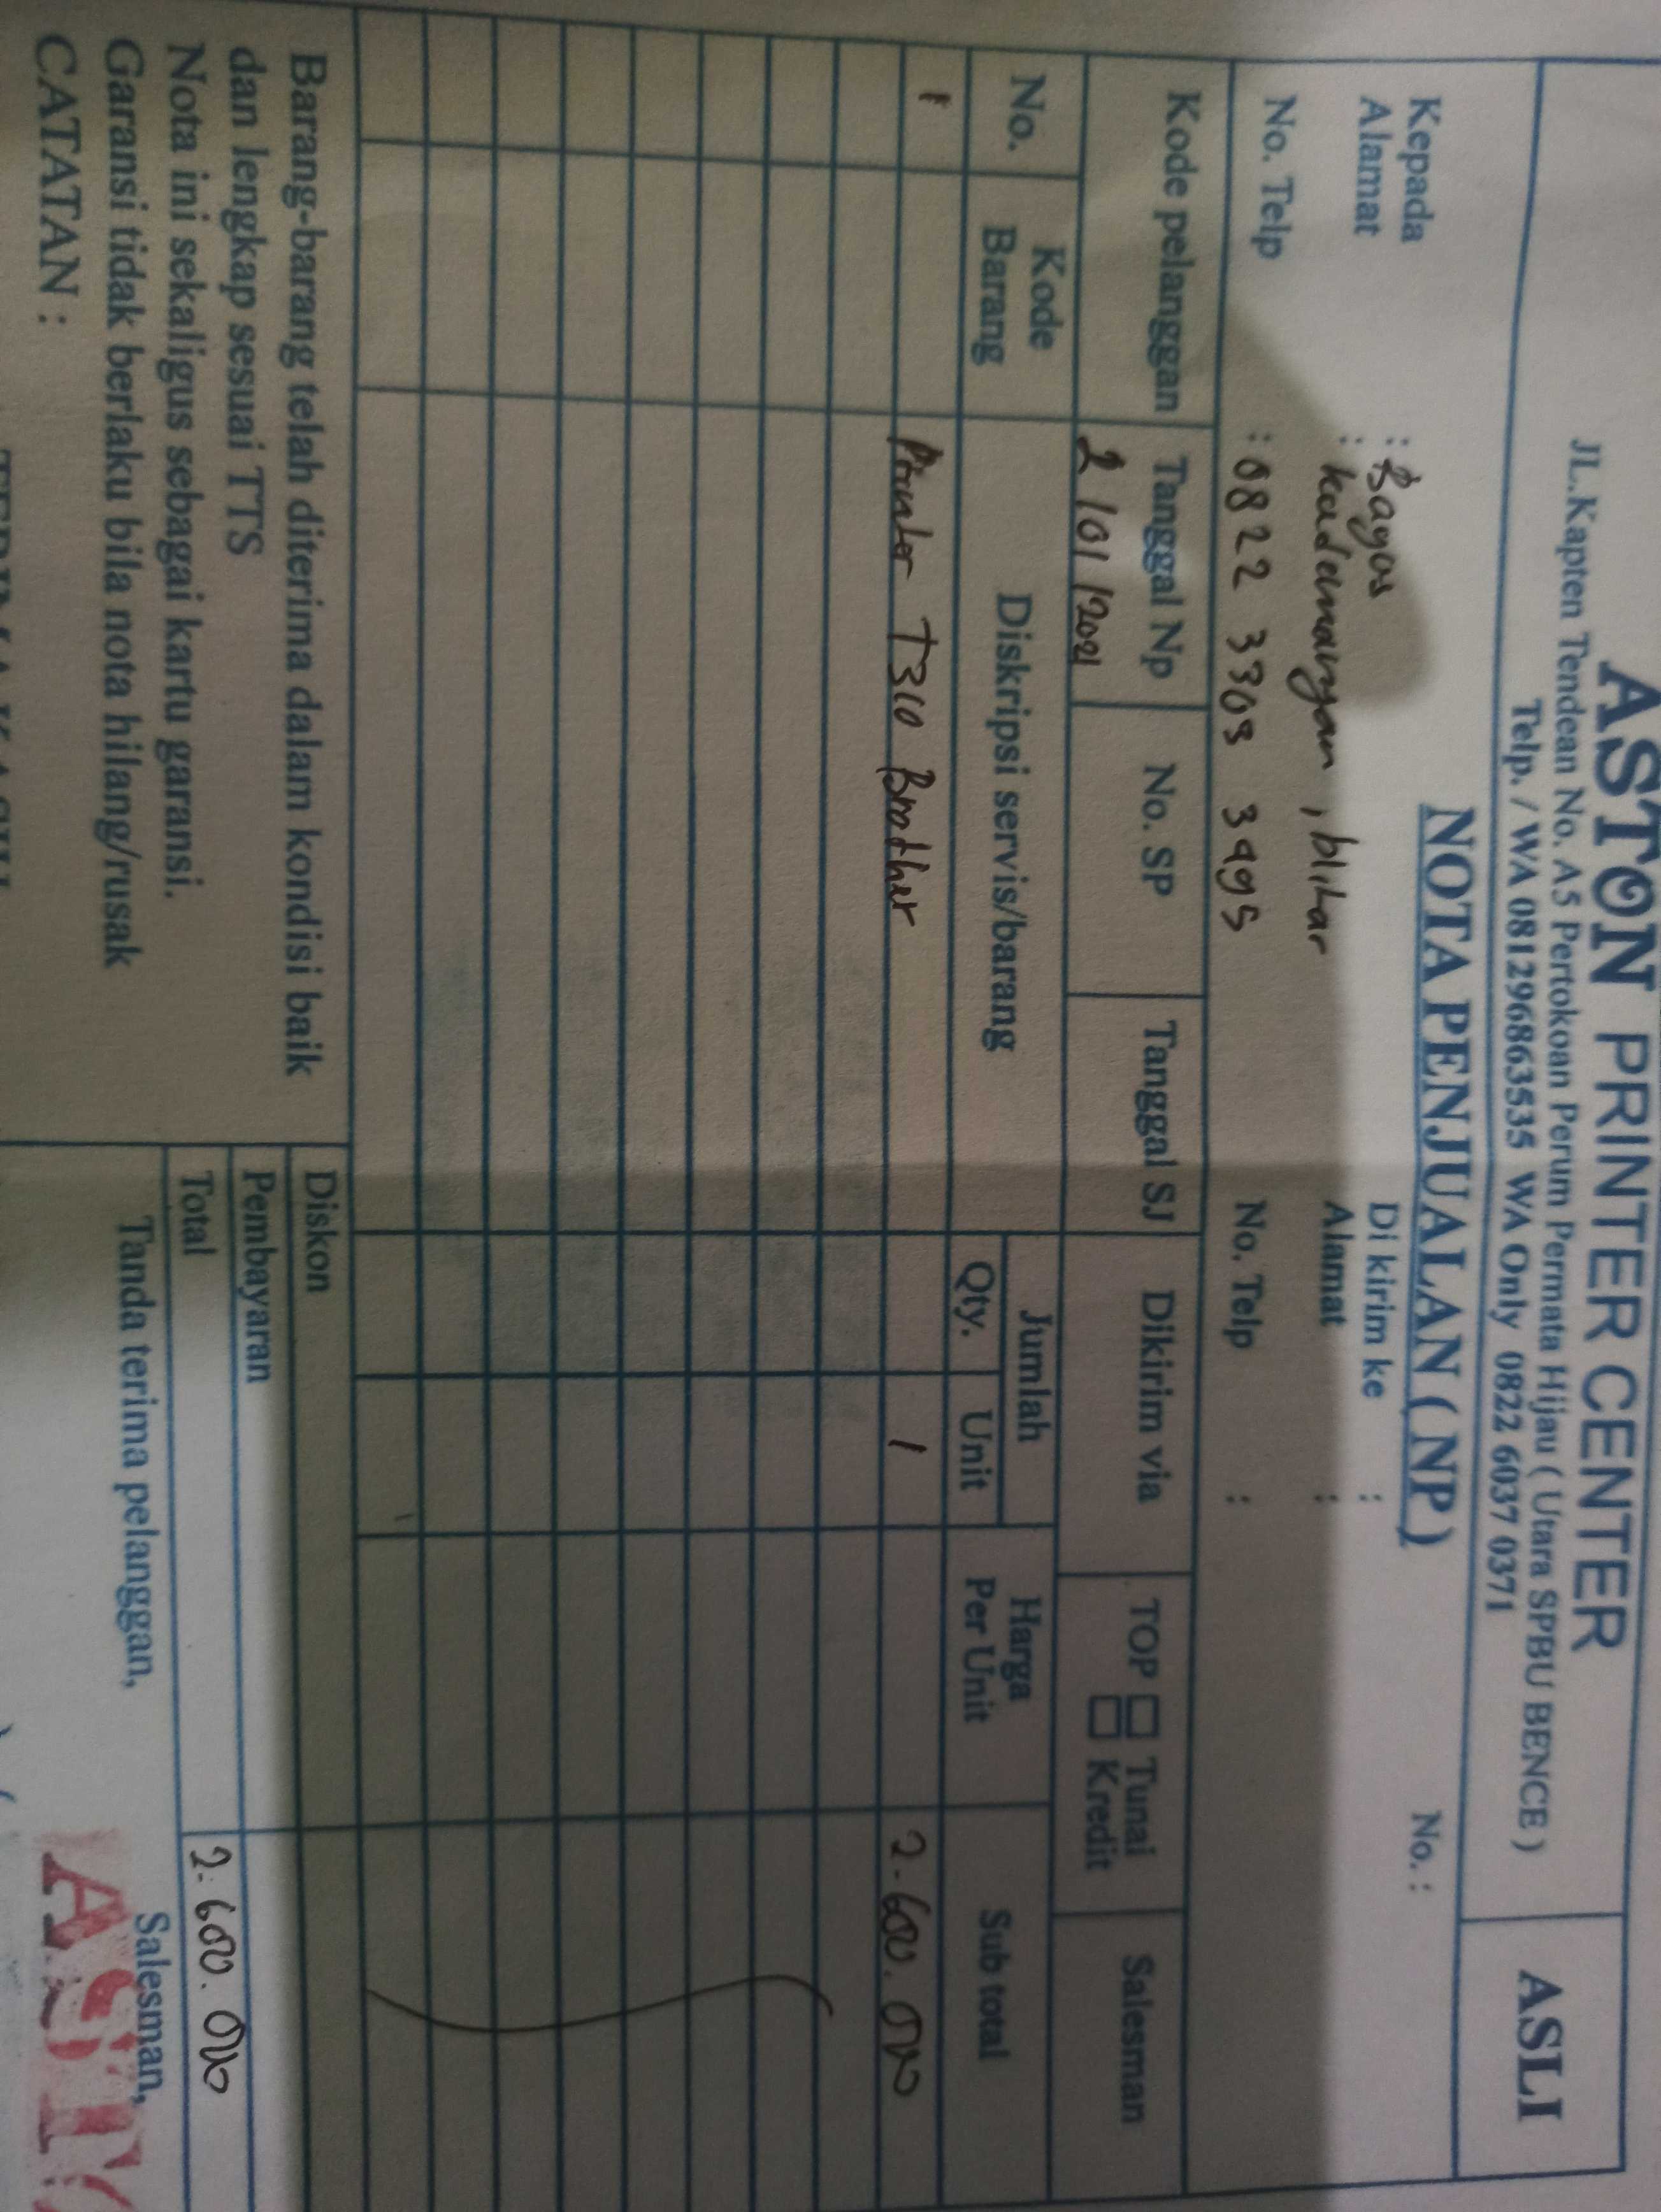 ASTON PRINTER CENTER
JL.Kapten Tendean No. A5 Pertokoan Perum Permata Hijau ( Utara SPBU BENCE )
Telp. / WA 081296863535 WA Only 0822 6037 0371
ASLI
NOTA PENJUALAN ( NP )
No. :
Kepada : Bagos
Alamat : kademangan , blitar
No. Telp : 0822 3303 3995
Di kirim ke :
Alamat :
No. Telp :
Kode pelanggan Tanggal Np No. SP Tanggal SJ Dikirim via TOP Tunai Salesman
Kredit
2 /01 /2021
No. Kode Barang Diskripsi servis/barang Jumlah Qty. Unit Harga Per Unit Sub total
1 Printer T310 Brother 1 2.600.000
Barang-barang telah diterima dalam kondisi baik
dan lengkap sesuai TTS
Nota ini sekaligus sebagai kartu garansi.
Garansi tidak berlaku bila nota hilang/rusak
CATATAN :
Diskon
Pembayaran
Total 2.600.000
Tanda terima pelanggan,
Salesman,